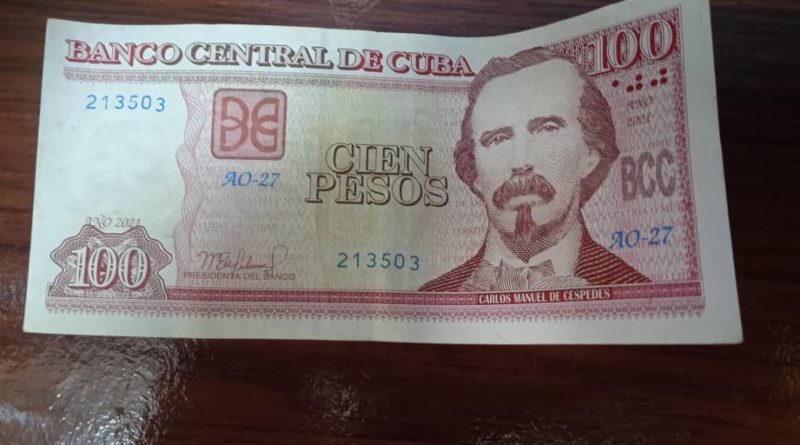 BANCO CENTRAL DE CUBA
100
213503
AÑO
2021
AO-27
CIEN
PESOS
BCC
AÑO 2021
100
PRESIDENTA DEL BANCO
213503
AO-27
CARLOS MANUEL DE CESPEDES